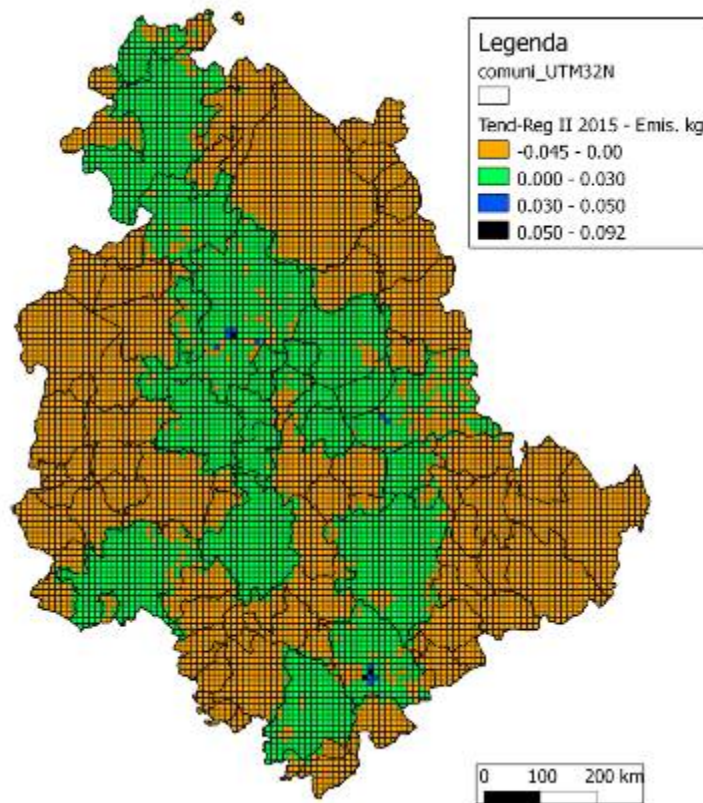 Legenda
comuni_UTM32N
Tend-Reg II 2015 - Emis. kg
-0.045 - 0.00
0.000 - 0.030
0.030 - 0.050
0.050 - 0.092
0 100 200 km